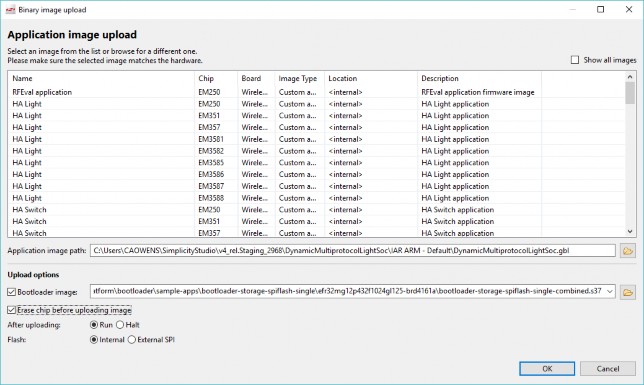 Binary image upload
Application image upload
Select an image from the list or browse for a different one.
Please make sure the selected image matches the hardware.
Show all images
Name Chip Board Image Type Location Description
RFEval application EM250 Wirele... Custom a... <internal> RFEval application firmware image
HA Light EM250 Wirele... Custom a... <internal> HA Light application
HA Light EM351 Wirele... Custom a... <internal> HA Light application
HA Light EM357 Wirele... Custom a... <internal> HA Light application
HA Light EM3581 Wirele... Custom a... <internal> HA Light application
HA Light EM3582 Wirele... Custom a... <internal> HA Light application
HA Light EM3585 Wirele... Custom a... <internal> HA Light application
HA Light EM3586 Wirele... Custom a... <internal> HA Light application
HA Light EM3587 Wirele... Custom a... <internal> HA Light application
HA Light EM3588 Wirele... Custom a... <internal> HA Light application
HA Switch EM250 Wirele... Custom a... <internal> HA Switch application
HA Switch EM351 Wirele... Custom a... <internal> HA Switch application
HA Switch EM357 Wirele... Custom a... <internal> HA Switch application
Application image path: C:\Users\CAOWENS\SimplicityStudio\v4_rel.Staging_2968\DynamicMultiprotocolLightSoc\IAR ARM - Default\DynamicMultiprotocolLightSoc.gbl
Upload options
Bootloader image: tform\bootloader\sample-apps\bootloader-storage-spiflash-single\efr32mg12p432f1024gl125-brd4161a\bootloader-storage-spiflash-single-combined.s37
Erase chip before uploading image
After uploading: Run Halt
Flash: Internal External SPI
OK Cancel